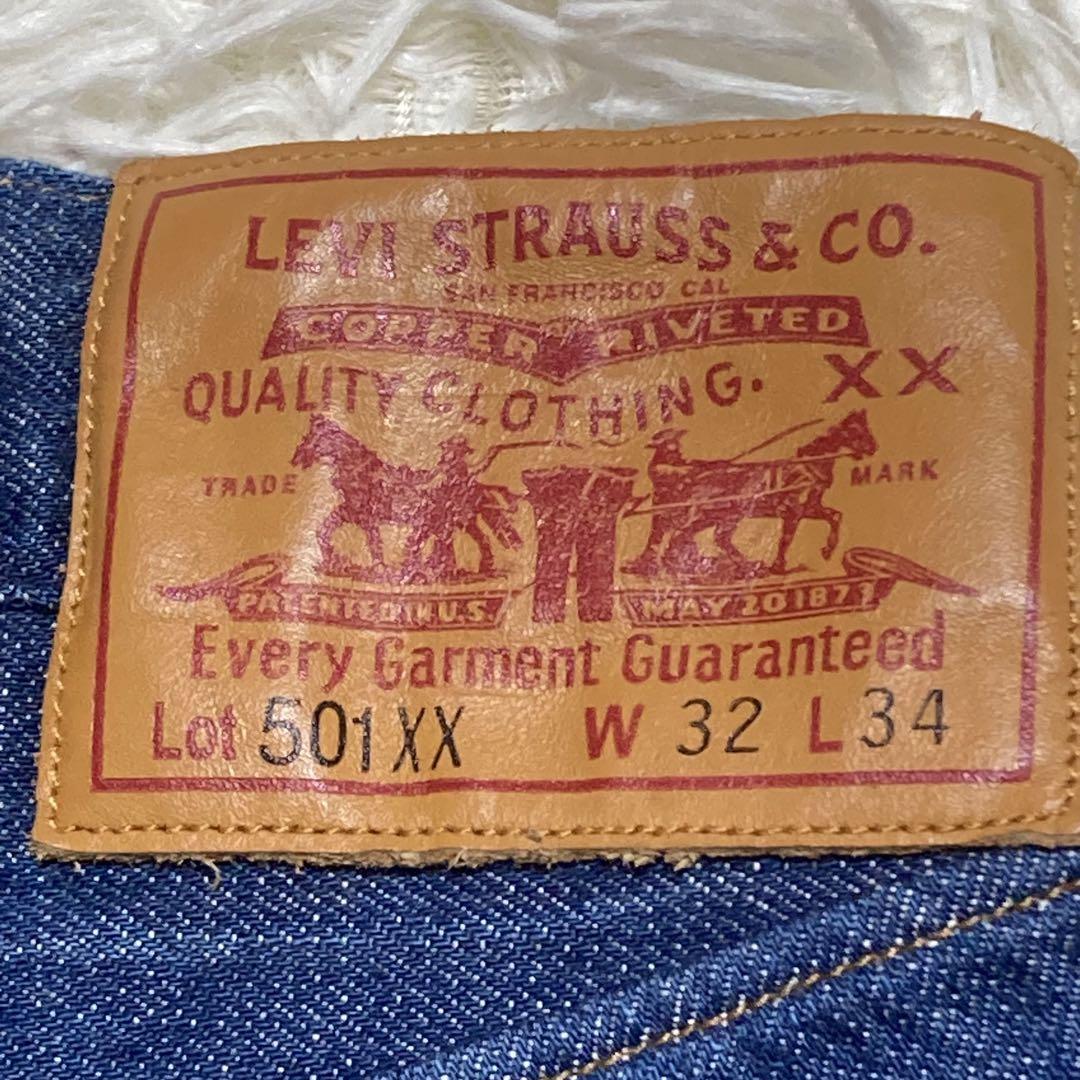 LEVI STRAUSS & CO.
SAN FRANCISCO CAL
COPPER RIVETED
QUALITY CLOTHING. XX
TRADE MARK
PATENTED IN U.S. MAY 20 1873
Every Garment Guaranteed
Lot 501XX W 32 L 34